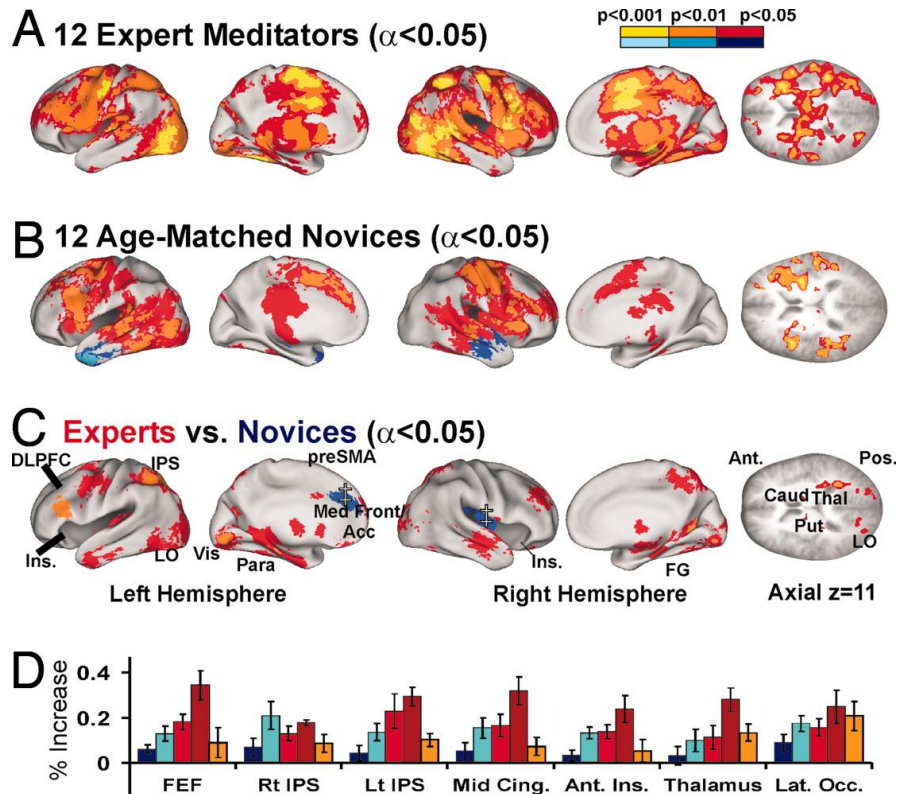 A 12 Expert Meditators (α<0.05)
p<0.001 p<0.01 p<0.05
B 12 Age-Matched Novices (α<0.05)
C Experts vs. Novices (α<0.05)
DLPFC IPS preSMA Ant. Pos.
Med Front/ Caud Thal
Acc Put
Ins. LO Vis Para Ins. FG LO
Left Hemisphere Right Hemisphere Axial z=11
D
% Increase
0.4
0.2
0
FEF Rt IPS Lt IPS Mid Cing. Ant. Ins. Thalamus Lat. Occ.